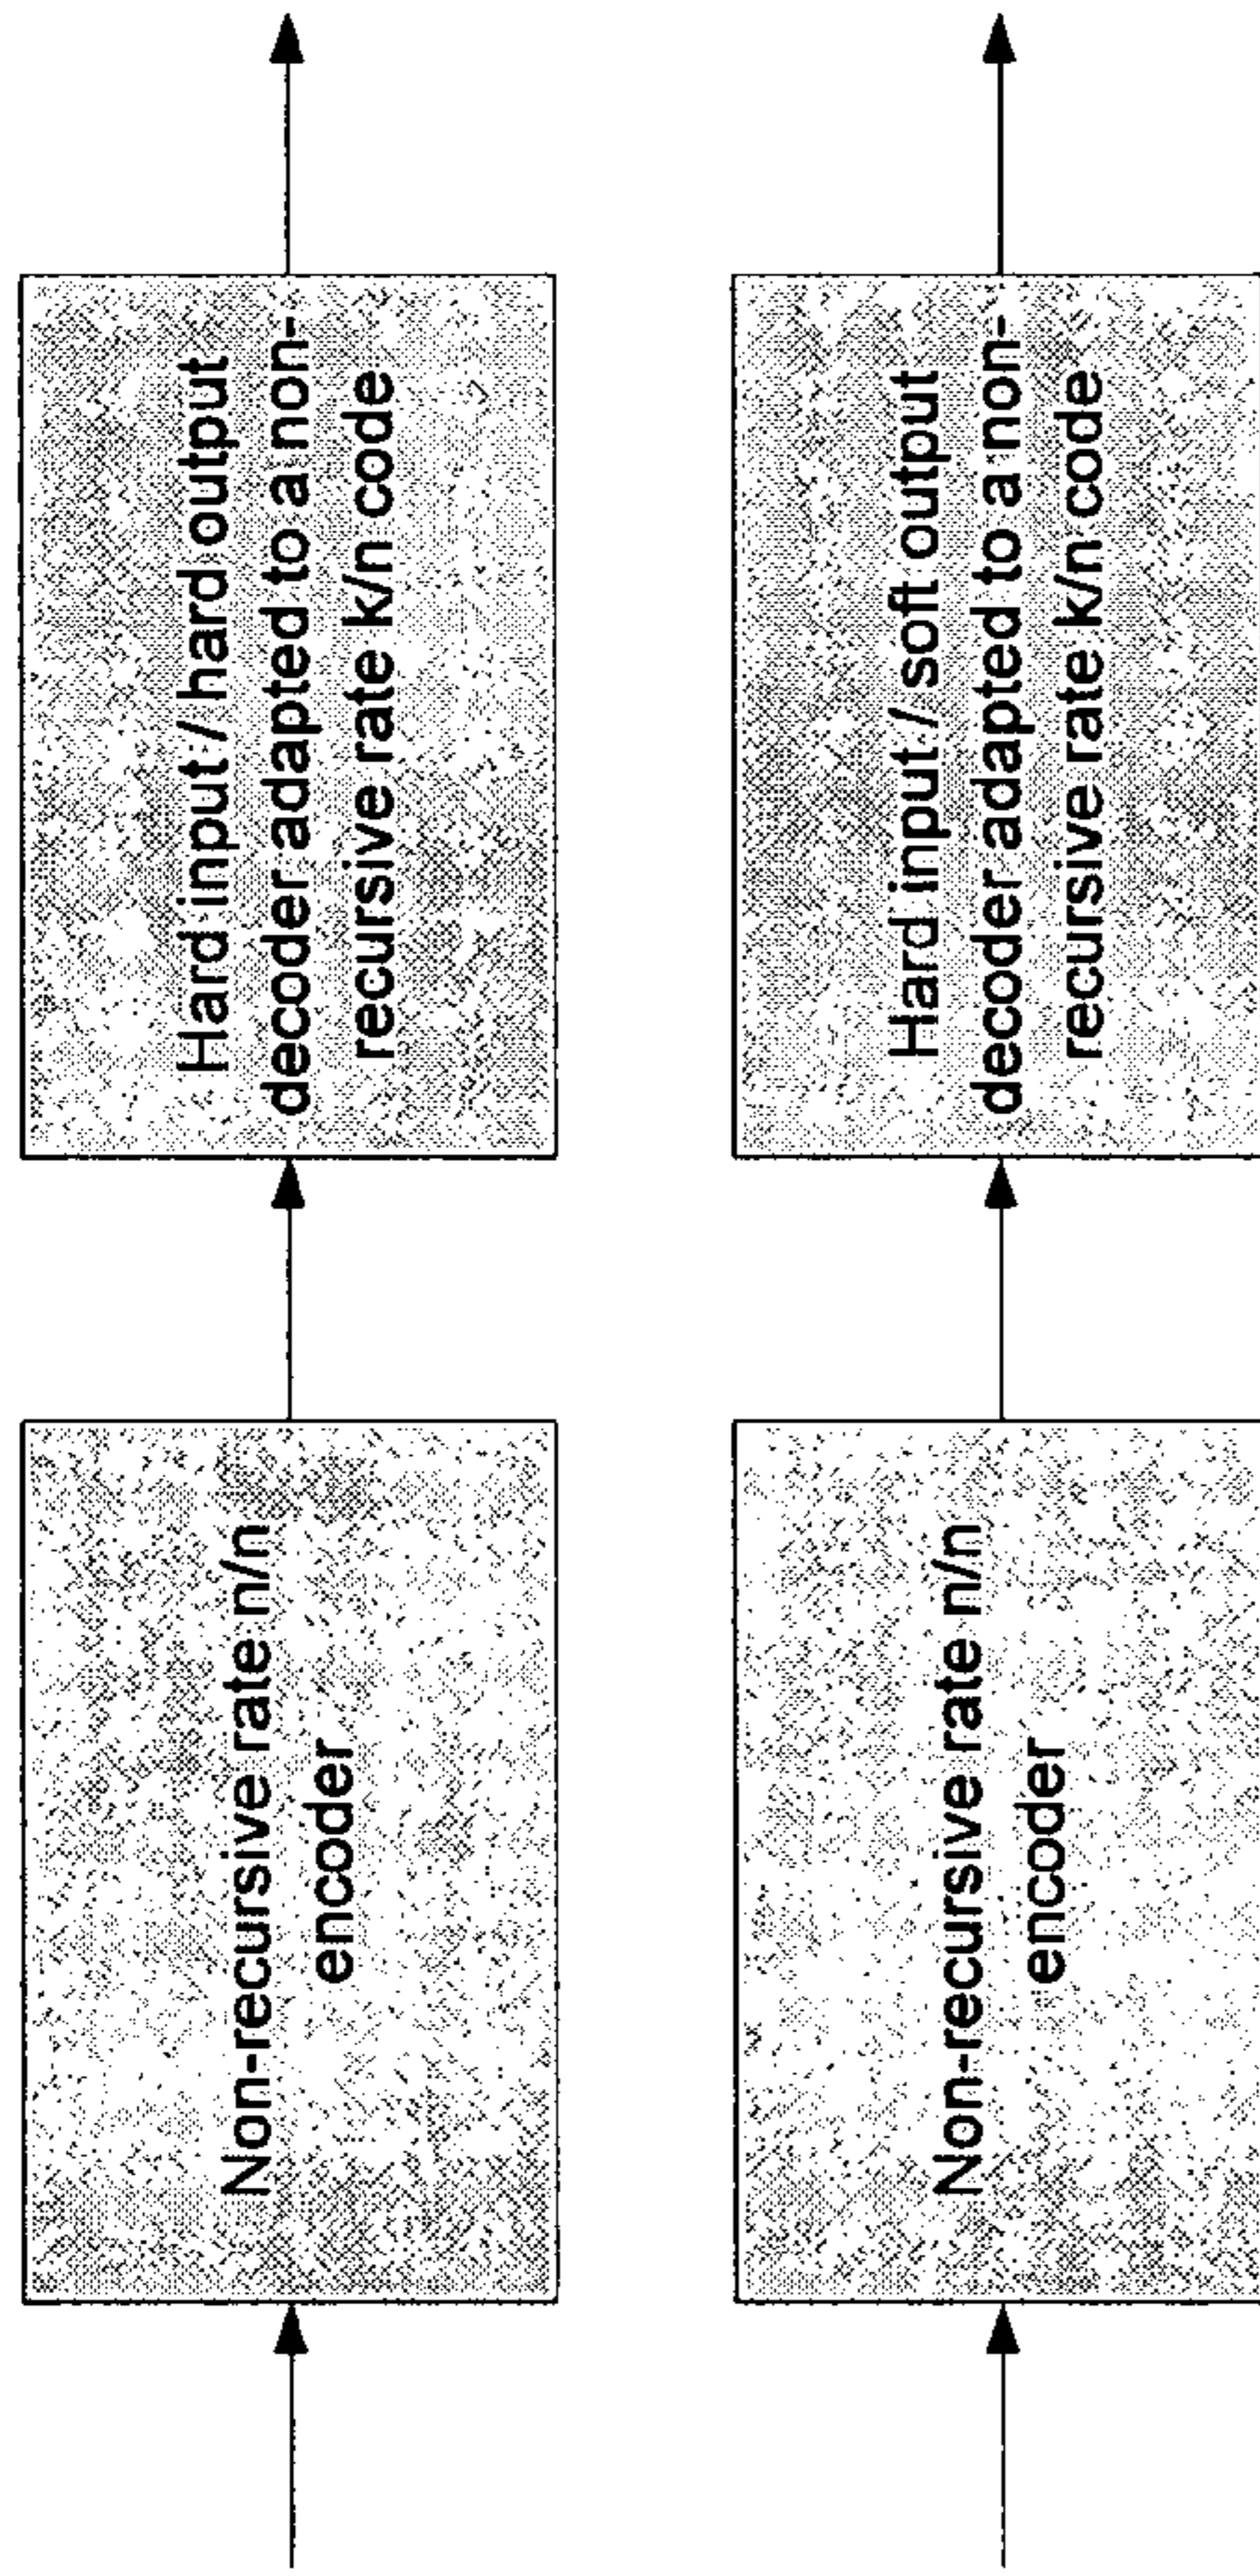 Non-recursive rate n/n
encoder
Hard input / hard output
decoder adapted to a non-
recursive rate k/n code
Non-recursive rate n/n
encoder
Hard input / soft output
decoder adapted to a non-
recursive rate k/n code